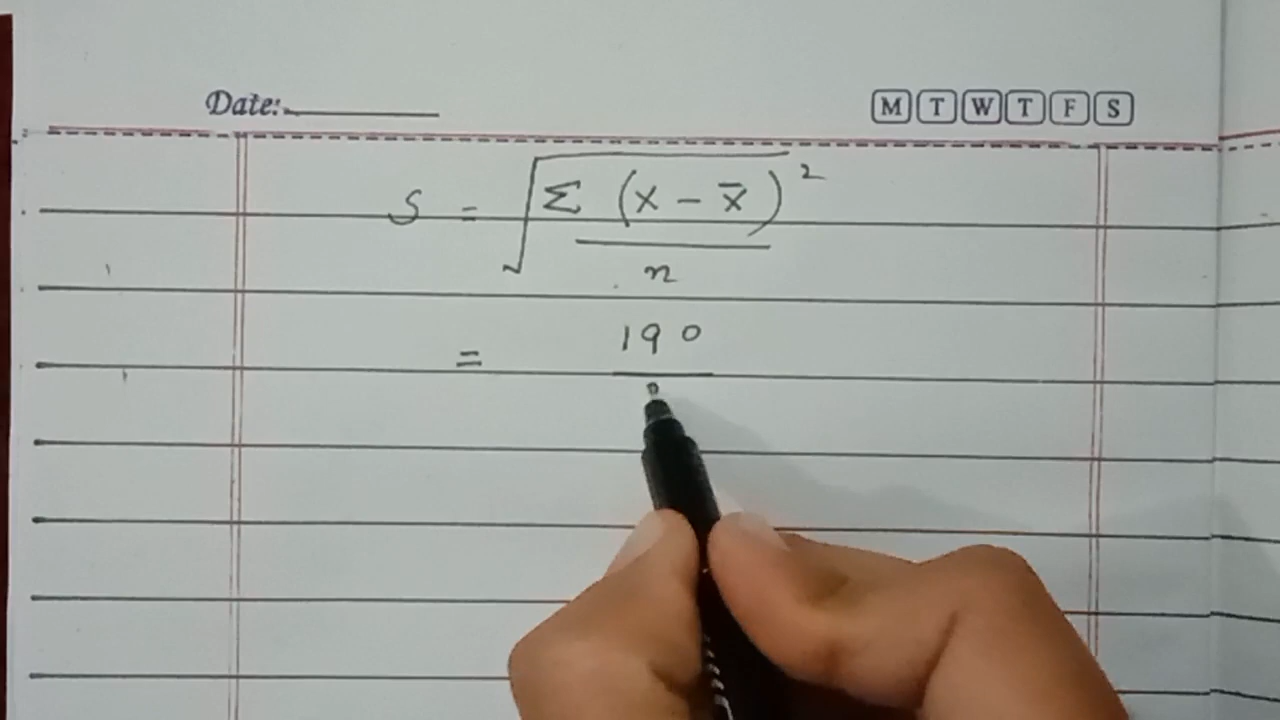 Date: M T W T F S
S = √ Σ (x - x̄)²
n
= 190